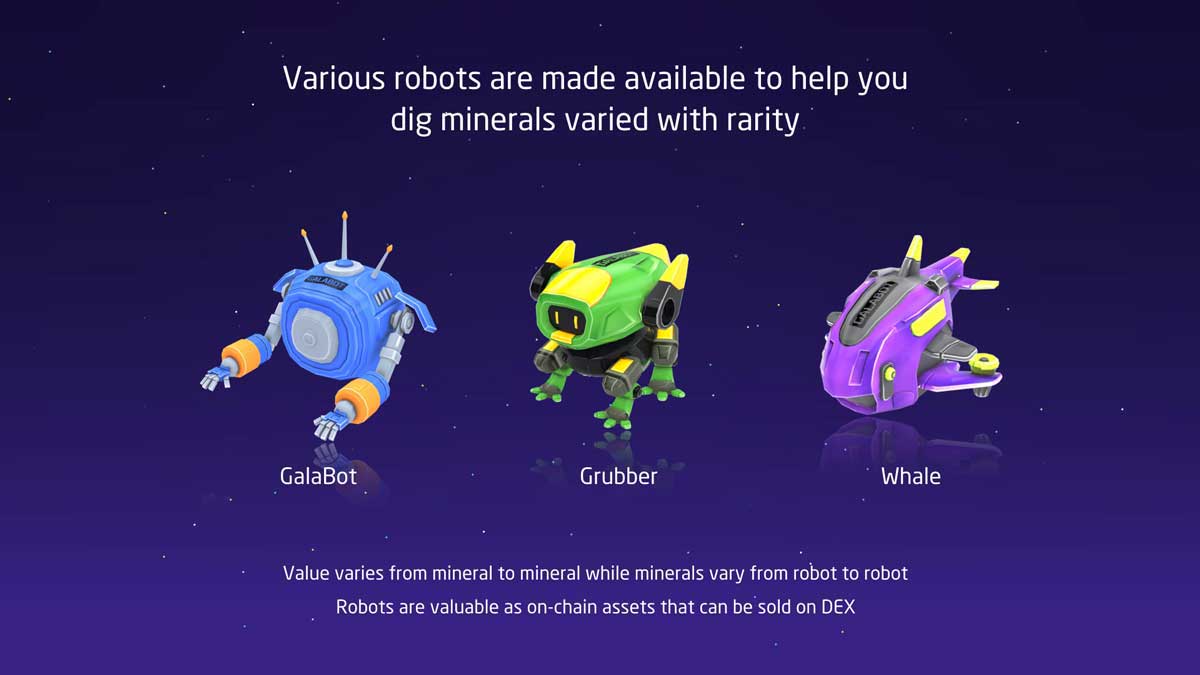 Various robots are made available to help you
dig minerals varied with rarity
GALABOT
GALABOT
GALABOT
GalaBot
Grubber
Whale
Value varies from mineral to mineral while minerals vary from robot to robot
Robots are valuable as on-chain assets that can be sold on DEX